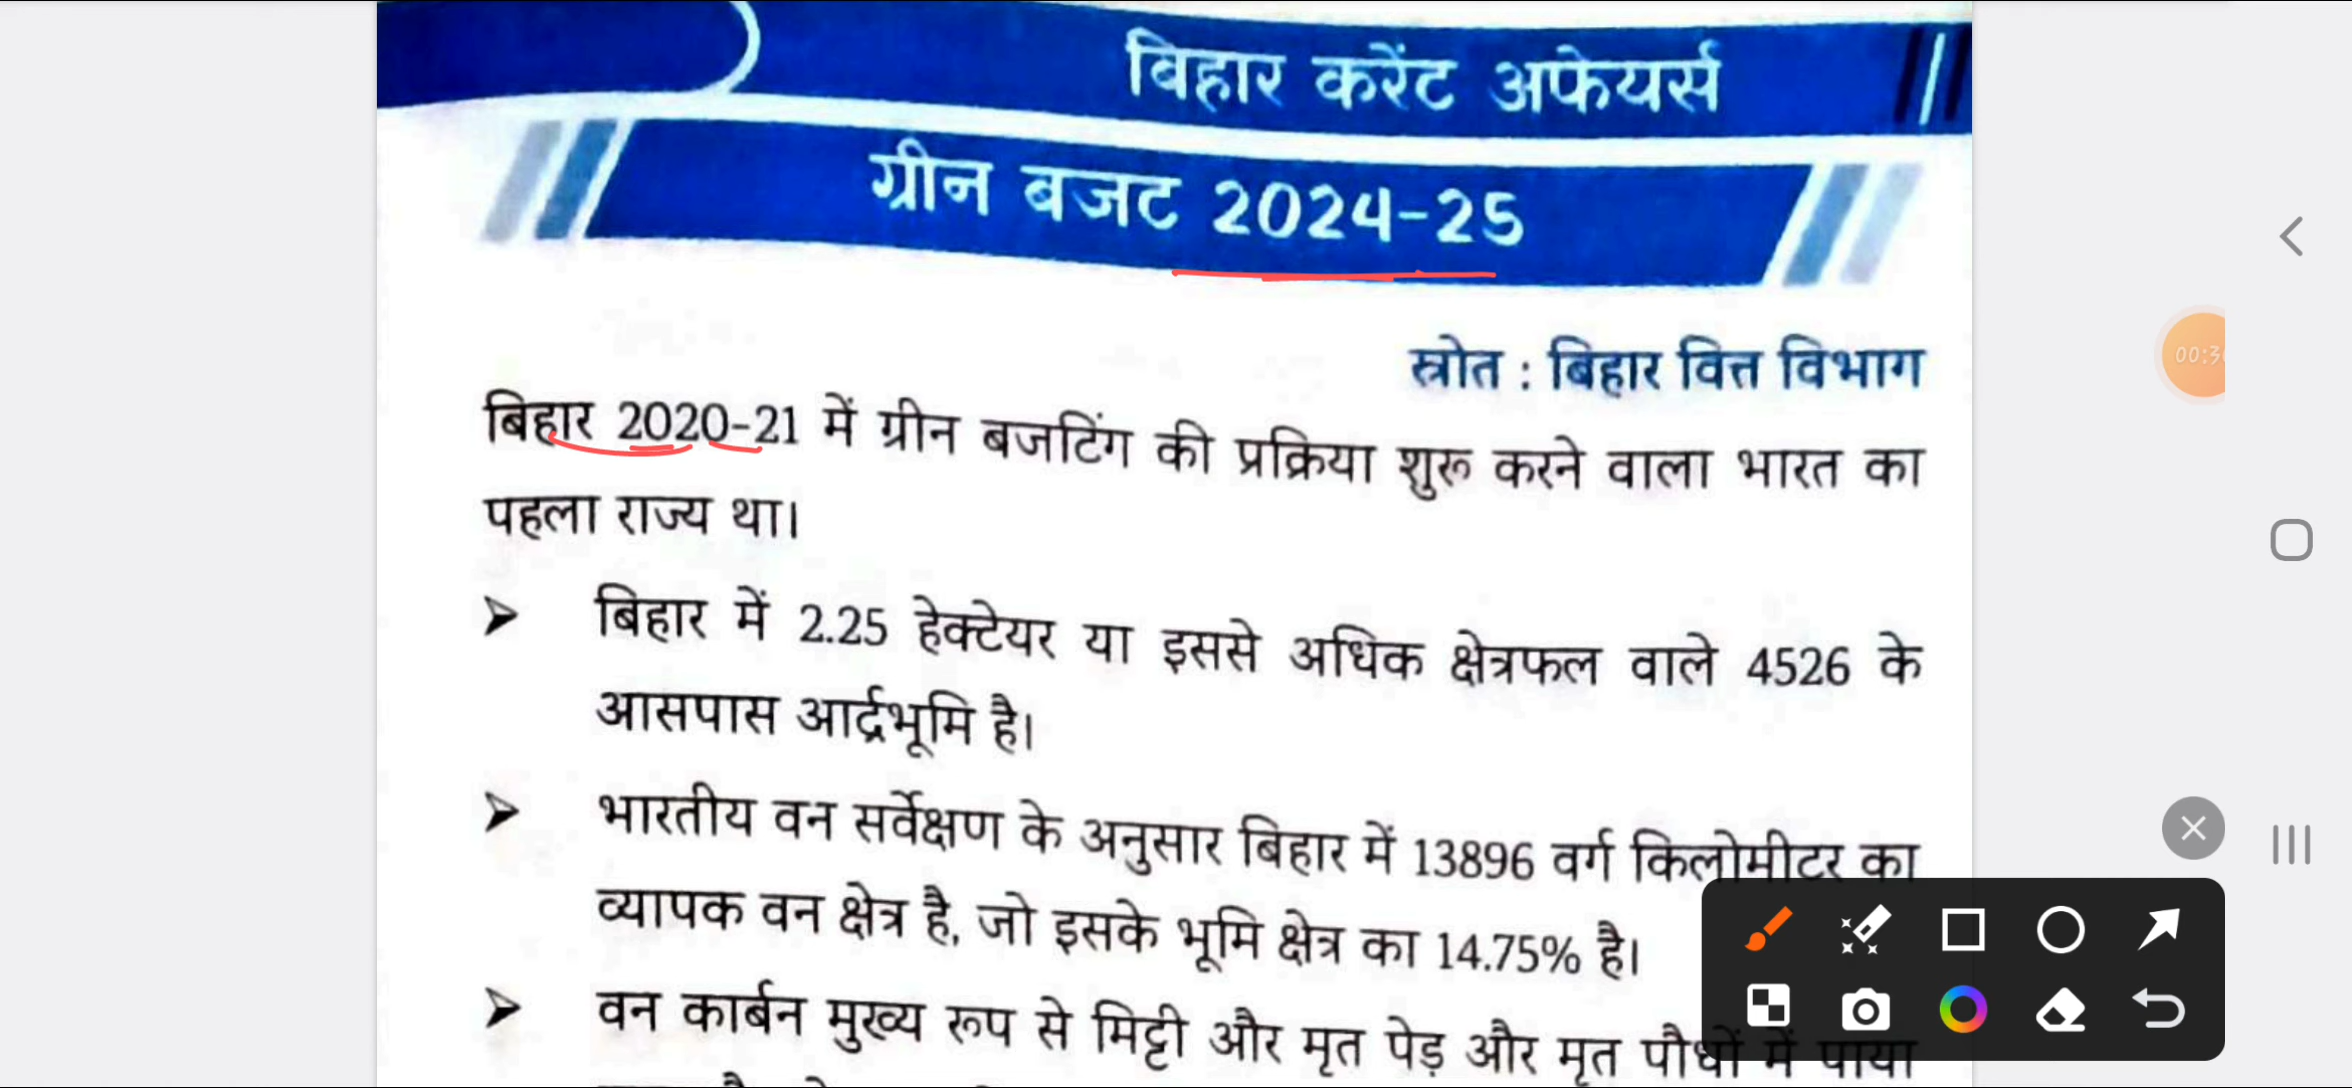 बिहार करेंट अफेयर्स
ग्रीन बजट 2024-25
स्रोत : बिहार वित्त विभाग
बिहार 2020-21 में ग्रीन बजटिंग की प्रक्रिया शुरू करने वाला भारत का
पहला राज्य था।
➤ बिहार में 2.25 हेक्टेयर या इससे अधिक क्षेत्रफल वाले 4526 के
आसपास आर्द्रभूमि है।
➤ भारतीय वन सर्वेक्षण के अनुसार बिहार में 13896 वर्ग किलोमीटर का
व्यापक वन क्षेत्र है, जो इसके भूमि क्षेत्र का 14.75% है।
➤ वन कार्बन मुख्य रूप से मिट्टी और मृत पेड़ और मृत पौधों में पाया